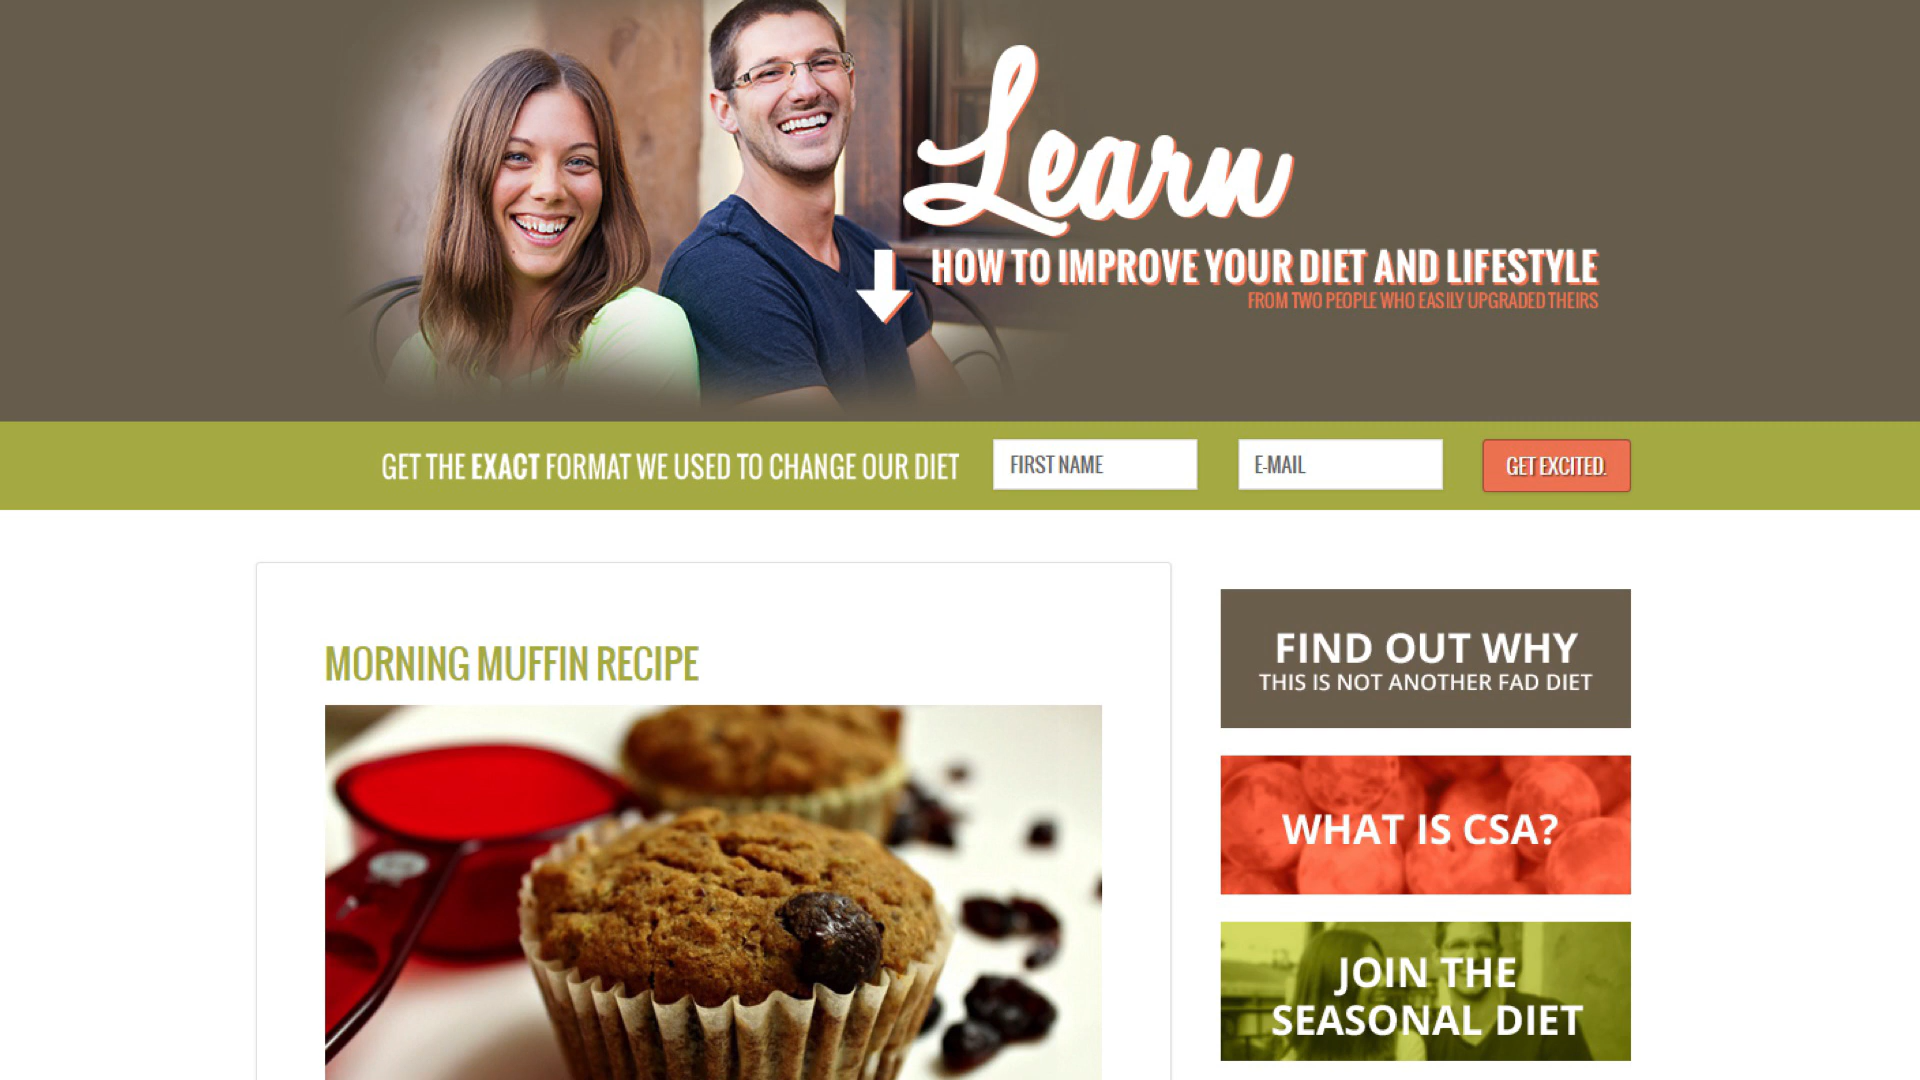 Learn
HOW TO IMPROVE YOUR DIET AND LIFESTYLE
FROM TWO PEOPLE WHO EASILY UPGRADED THEIRS
GET THE EXACT FORMAT WE USED TO CHANGE OUR DIET
FIRST NAME
E-MAIL
GET EXCITED.
MORNING MUFFIN RECIPE
FIND OUT WHY
THIS IS NOT ANOTHER FAD DIET
WHAT IS CSA?
JOIN THE
SEASONAL DIET